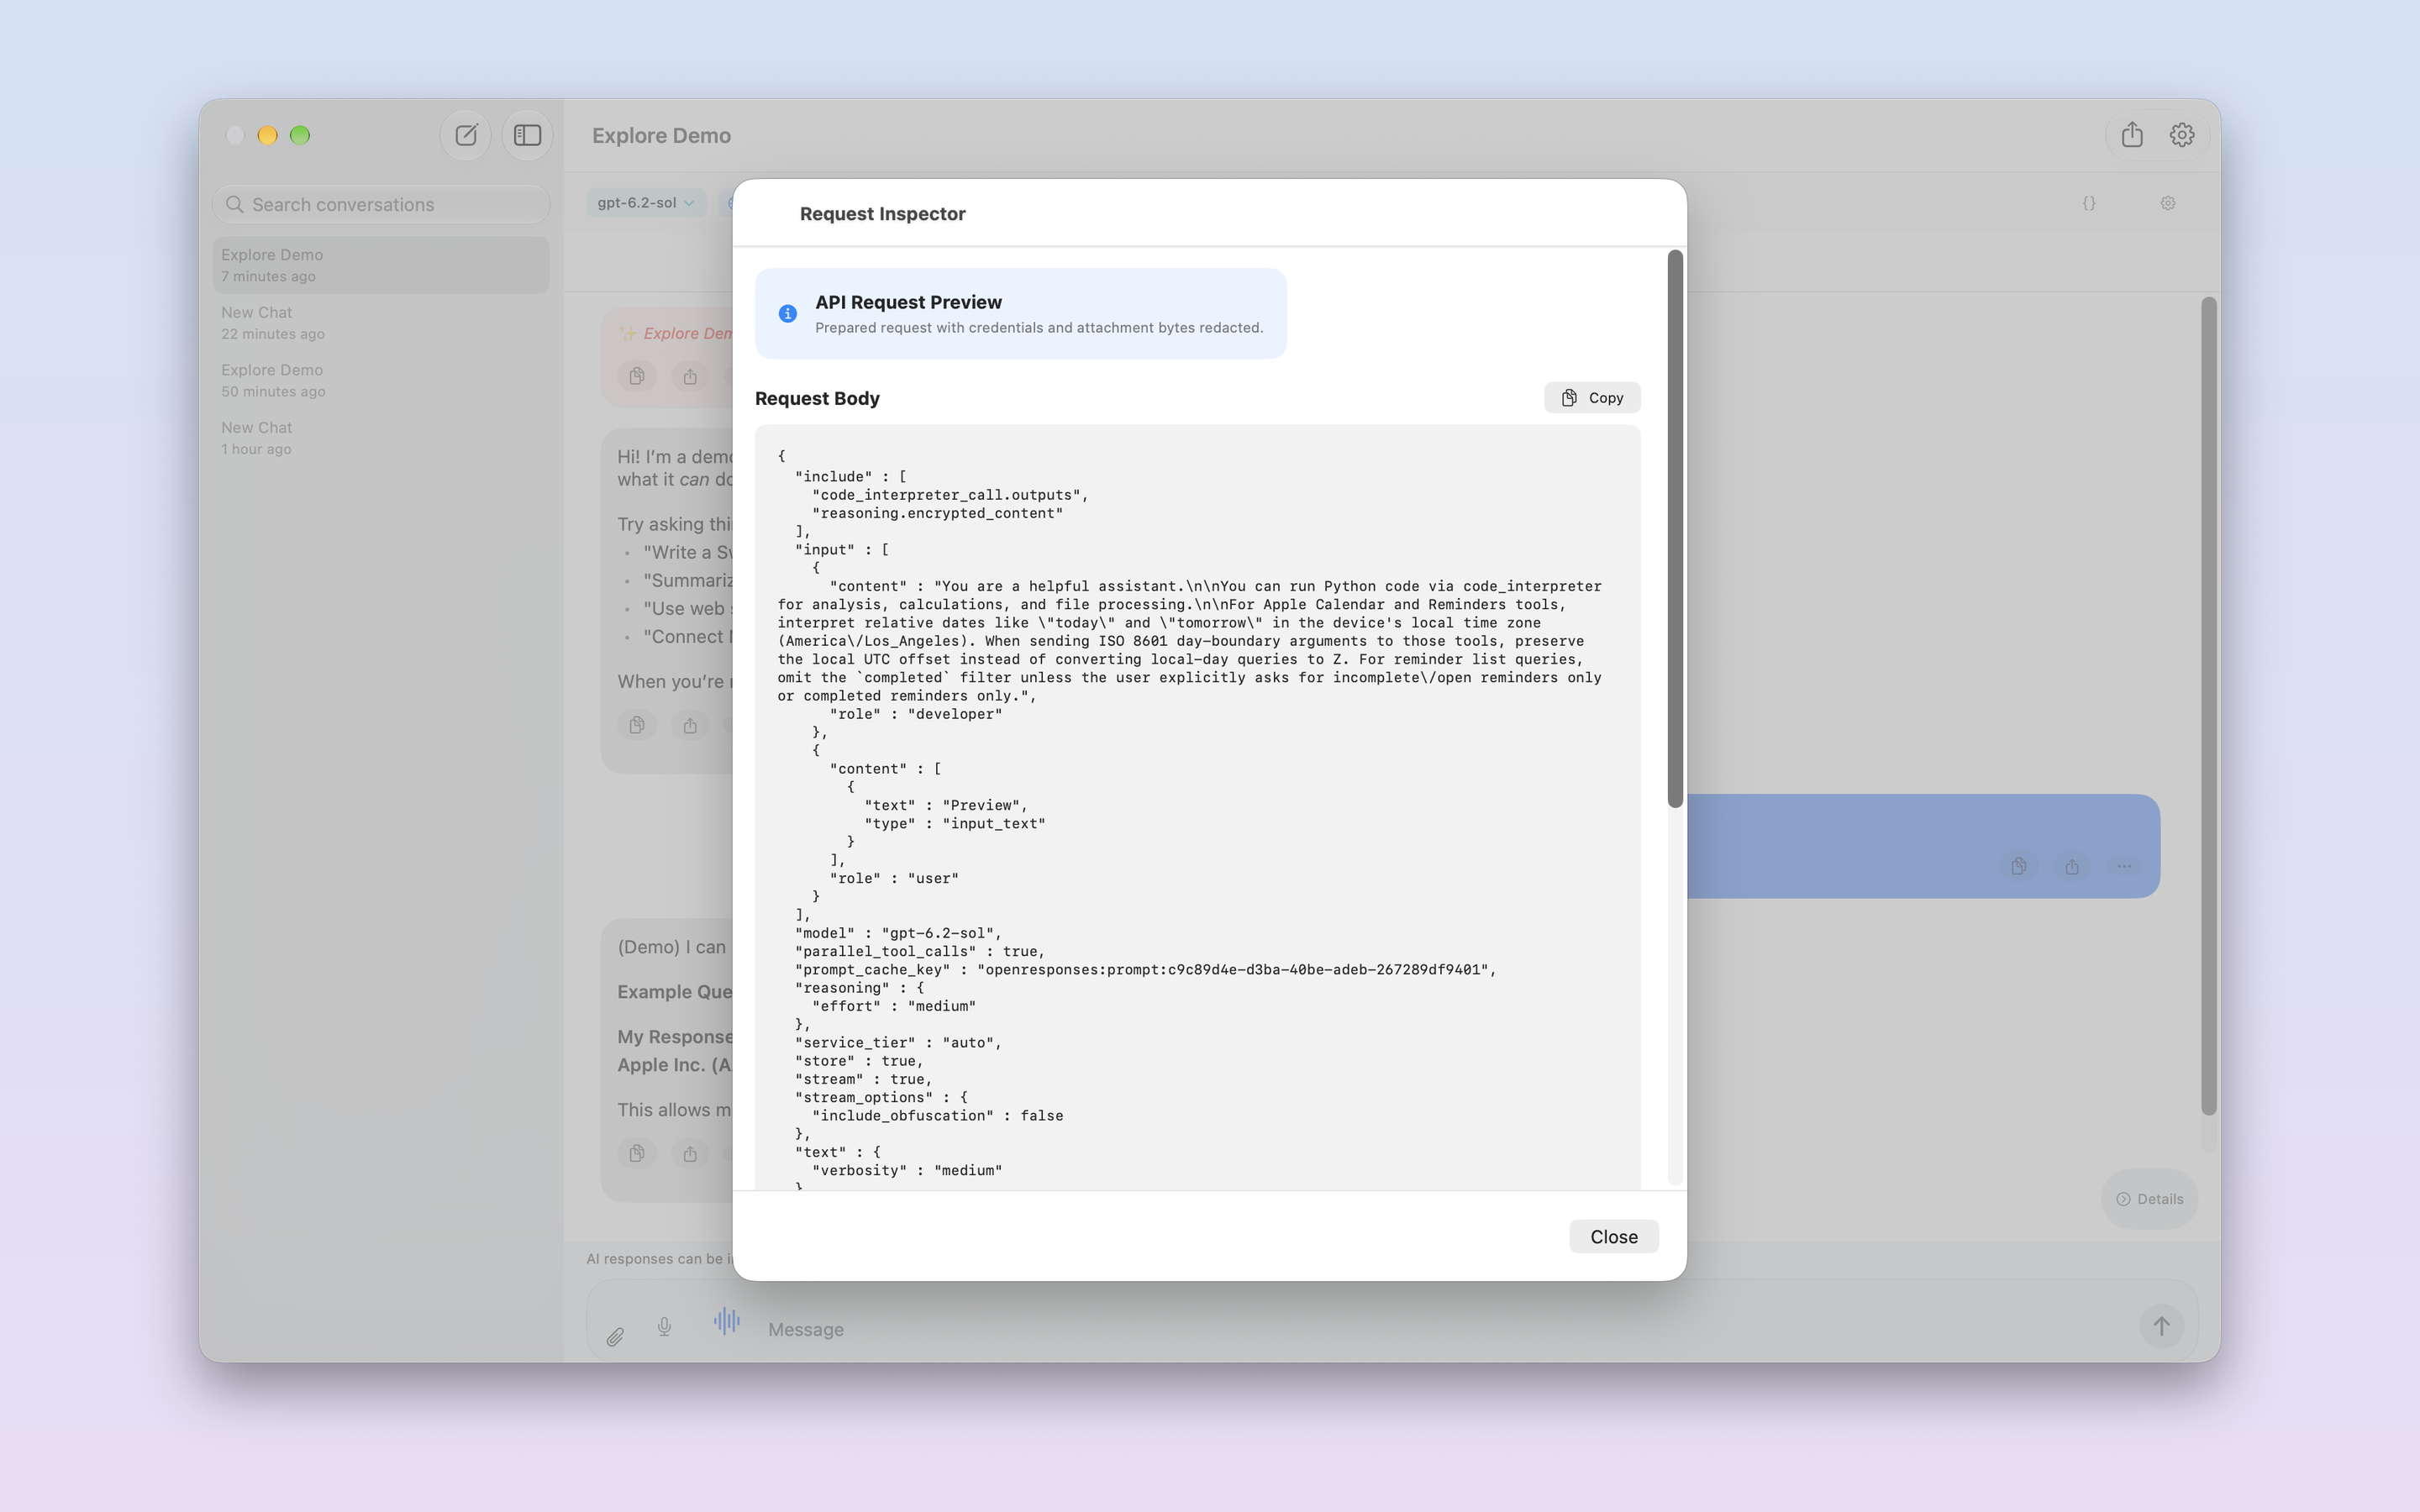 Explore Demo
Search conversations
Explore Demo
7 minutes ago
New Chat
22 minutes ago
Explore Demo
50 minutes ago
New Chat
1 hour ago
gpt-6.2-sol
{}
✨ Explore
Hi! I'm a
what it can
Try asking
• "Write a
•
• "Use web
• "Connect
When you're
(Demo) I can
Example
My Response
Apple Inc.
This allows
AI responses can be
Message
Details
Request Inspector
API Request Preview
Prepared request with credentials and attachment bytes redacted.
Request Body
Copy
{
  "include" : [
    "code_interpreter_call.outputs",
    "reasoning.encrypted_content"
  ],
  "input" : [
    {
      "content" : "You are a helpful assistant.\n\nYou can run Python code via code_interpreter
for analysis, calculations, and file processing.\n\nFor Apple Calendar and Reminders tools,
interpret relative dates like \"today\" and \"tomorrow\" in the device's local time zone
(America\/Los_Angeles). When sending ISO 8601 day-boundary arguments to those tools, preserve
the local UTC offset instead of converting local-day queries to Z. For reminder list queries,
omit the `completed` filter unless the user explicitly asks for incomplete\/open reminders only
or completed reminders only.",
      "role" : "developer"
    },
    {
      "content" : [
        {
          "text" : "Preview",
          "type" : "input_text"
        }
      ],
      "role" : "user"
    }
  ],
  "model" : "gpt-6.2-sol",
  "parallel_tool_calls" : true,
  "prompt_cache_key" : "openresponses:prompt:c9c89d4e-d3ba-40be-adeb-267289df9401",
  "reasoning" : {
    "effort" : "medium"
  },
  "service_tier" : "auto",
  "store" : true,
  "stream" : true,
  "stream_options" : {
    "include_obfuscation" : false
  },
  "text" : {
    "verbosity" : "medium"
  }
Close